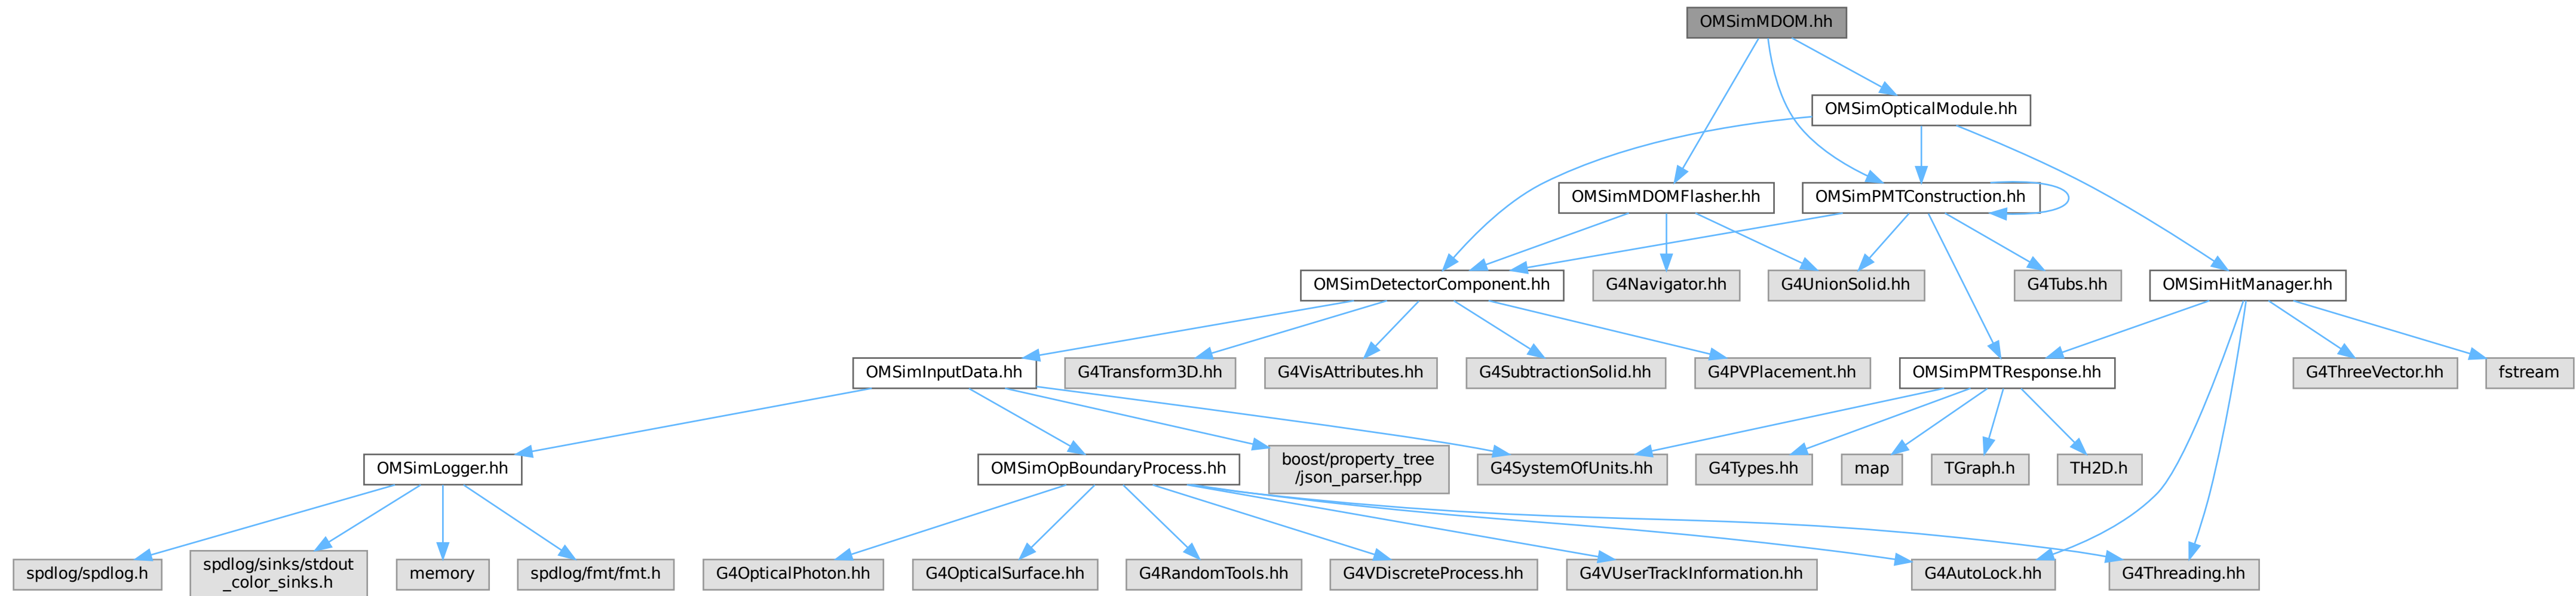 OMSimMDOM.hh
OMSimOpticalModule.hh
OMSimMDOMFlasher.hh
OMSimPMTConstruction.hh
OMSimDetectorComponent.hh
G4Navigator.hh
G4UnionSolid.hh
G4Tubs.hh
OMSimHitManager.hh
OMSimInputData.hh
G4Transform3D.hh
G4VisAttributes.hh
G4SubtractionSolid.hh
G4PVPlacement.hh
OMSimPMTResponse.hh
G4ThreeVector.hh
fstream
OMSimLogger.hh
OMSimOpBoundaryProcess.hh
boost/property_tree
/json_parser.hpp
G4SystemOfUnits.hh
G4Types.hh
map
TGraph.h
TH2D.h
spdlog/spdlog.h
spdlog/sinks/stdout
_color_sinks.h
memory
spdlog/fmt/fmt.h
G4OpticalPhoton.hh
G4OpticalSurface.hh
G4RandomTools.hh
G4VDiscreteProcess.hh
G4VUserTrackInformation.hh
G4AutoLock.hh
G4Threading.hh